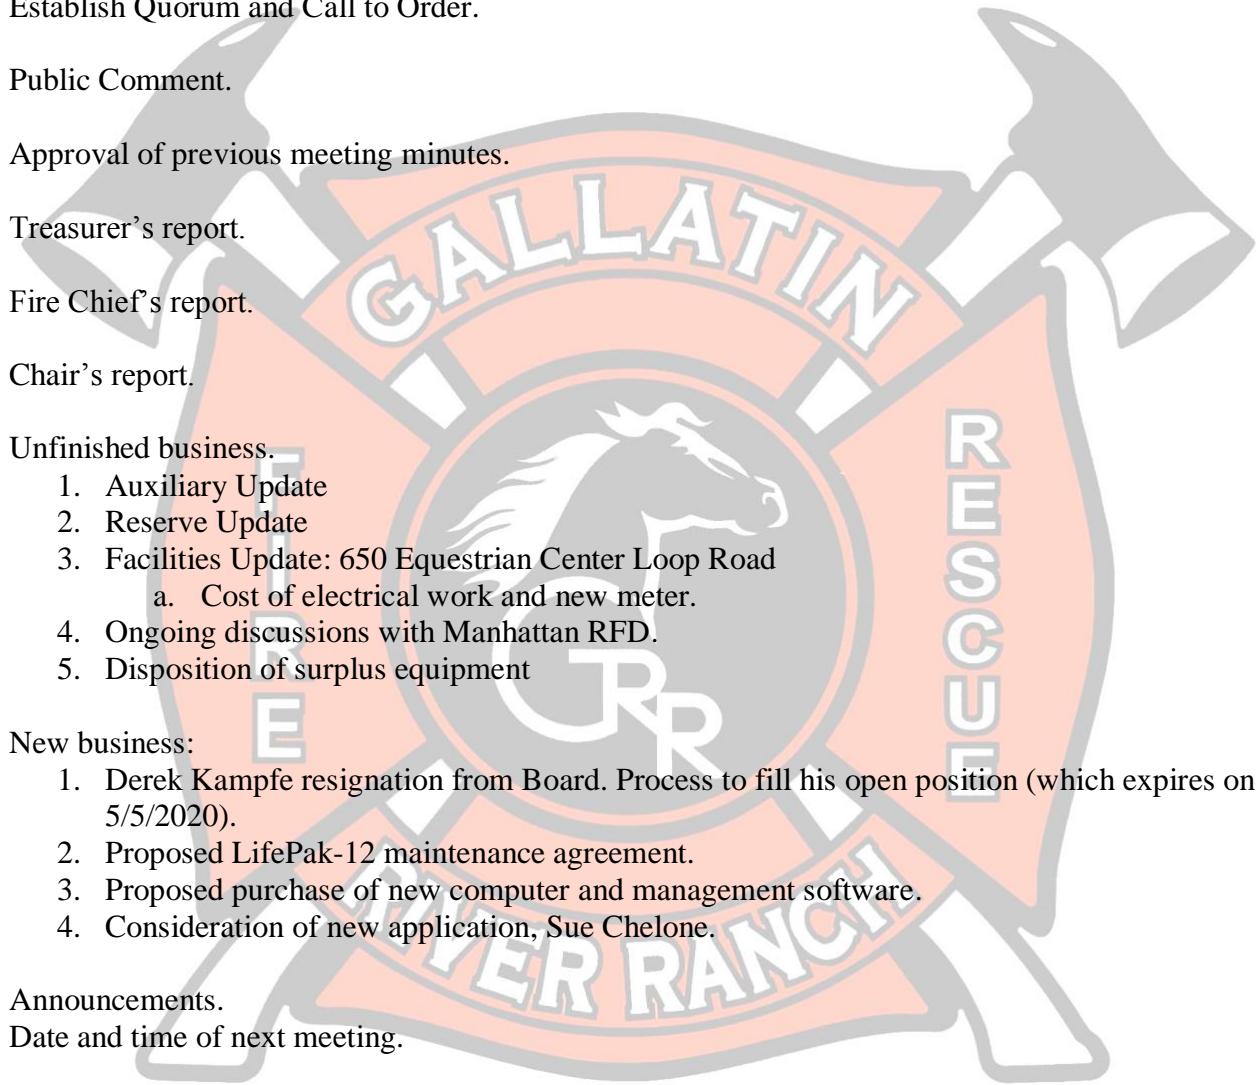 Establish Quorum and Call to Order.
Public Comment.
Approval of previous meeting minutes.
Treasurer’s report.
Fire Chief’s report.
Chair’s report.
Unfinished business.
1. Auxiliary Update
2. Reserve Update
3. Facilities Update: 650 Equestrian Center Loop Road
a. Cost of electrical work and new meter.
4. Ongoing discussions with Manhattan RFD.
5. Disposition of surplus equipment
New business:
1. Derek Kampfe resignation from Board. Process to fill his open position (which expires on
5/5/2020).
2. Proposed LifePak-12 maintenance agreement.
3. Proposed purchase of new computer and management software.
4. Consideration of new application, Sue Chelone.
Announcements.
Date and time of next meeting.
GALLATIN
FIRE
RESCUE
GRR
RIVER RANCH